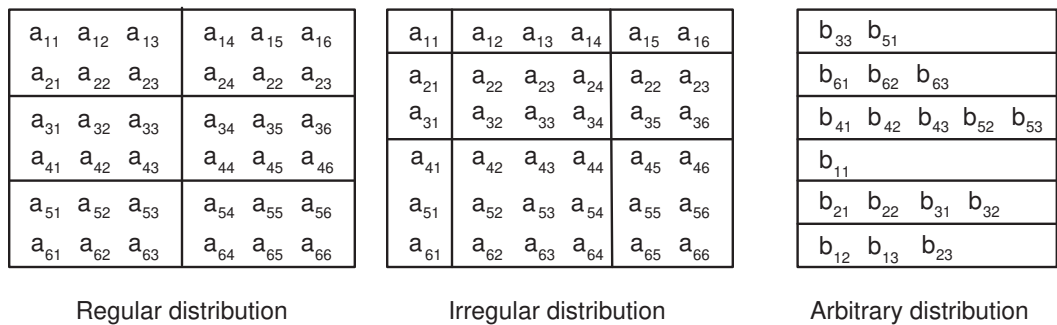 a11 a12 a13 a14 a15 a16
a21 a22 a23 a24 a22 a23
a31 a32 a33 a34 a35 a36
a41 a42 a43 a44 a45 a46
a51 a52 a53 a54 a55 a56
a61 a62 a63 a64 a65 a66
Regular distribution
a11 a12 a13 a14 a15 a16
a21 a22 a23 a24 a22 a23
a31 a32 a33 a34 a35 a36
a41 a42 a43 a44 a45 a46
a51 a52 a53 a54 a55 a56
a61 a62 a63 a64 a65 a66
Irregular distribution
b33 b51
b61 b62 b63
b41 b42 b43 b52 b53
b11
b21 b22 b31 b32
b12 b13 b23
Arbitrary distribution